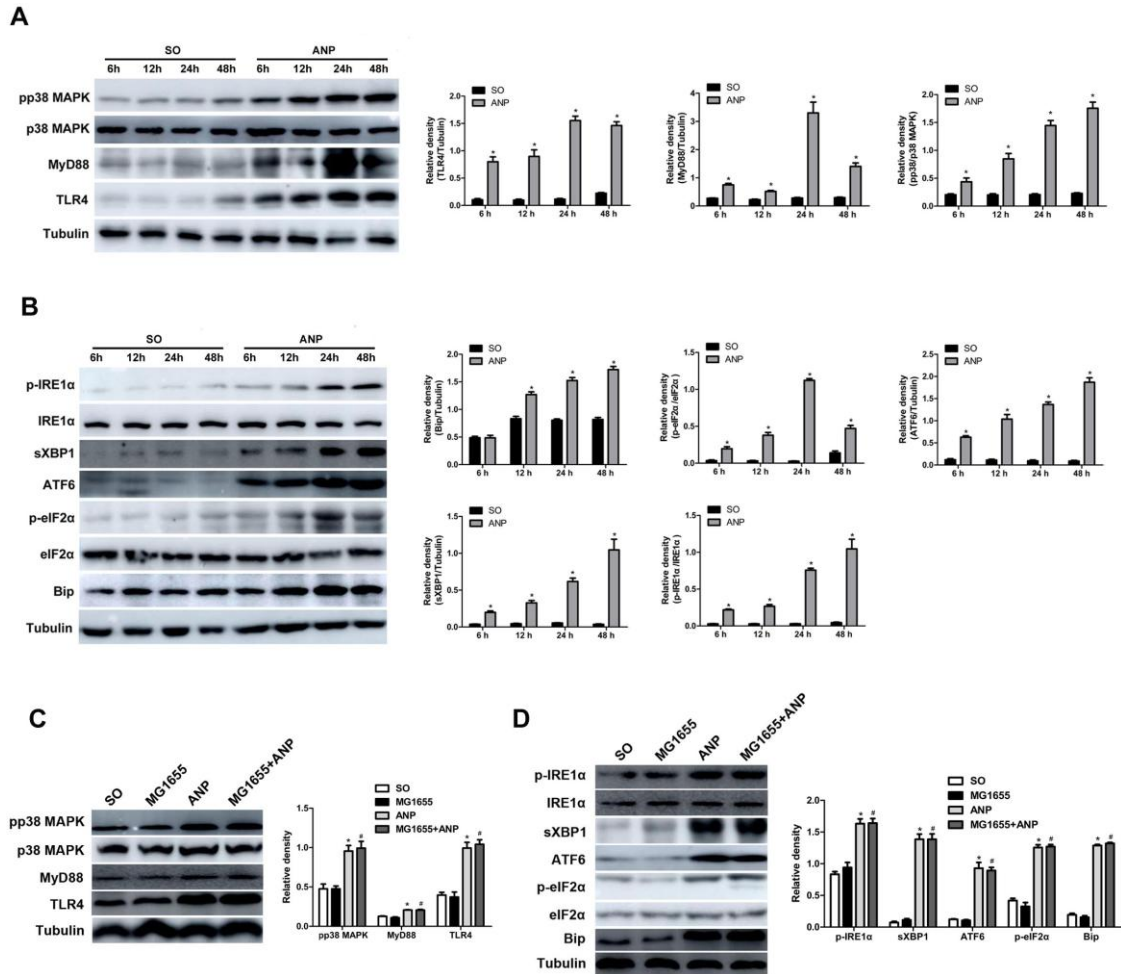 A
SO ANP
6h 12h 24h 48h 6h 12h 24h 48h
pp38 MAPK
p38 MAPK
MyD88
TLR4
Tubulin
SO
ANP
Relative density
(TLR4/Tubulin)
2.0
1.5
1.0
0.5
0.0
* * * *
6 h 12 h 24 h 48 h
SO
ANP
Relative density
(MyD88/Tubulin)
4
3
2
1
0
* * * *
6 h 12 h 24 h 48 h
SO
ANP
Relative density
(pp38/p38 MAPK)
2.0
1.5
1.0
0.5
0.0
* * * *
6 h 12 h 24 h 48 h
B
SO ANP
6h 12h 24h 48h 6h 12h 24h 48h
p-IRE1α
IRE1α
sXBP1
ATF6
p-eIF2α
eIF2α
Bip
Tubulin
SO
ANP
Relative density
(Bip/Tubulin)
2.0
1.5
1.0
0.5
0.0
* * *
6 h 12 h 24 h 48 h
SO
ANP
Relative density
(p-eIF2α /eIF2α)
1.5
1.0
0.5
0.0
* * * *
6 h 12 h 24 h 48 h
SO
ANP
Relative density
(ATF6/Tubulin)
2.5
2.0
1.5
1.0
0.5
0.0
* * * *
6 h 12 h 24 h 48 h
SO
ANP
Relative density
(sXBP1/Tubulin)
1.5
1.0
0.5
0.0
* * * *
6 h 12 h 24 h 48 h
SO
ANP
Relative density
(p-IRE1α /IRE1α)
1.5
1.0
0.5
0.0
* * * *
6 h 12 h 24 h 48 h
C
SO MG1655 ANP MG1655+ANP
pp38 MAPK
p38 MAPK
MyD88
TLR4
Tubulin
SO
MG1655
ANP
MG1655+ANP
Relative density
2.0
1.5
1.0
0.5
0.0
* # * # * #
pp38 MAPK MyD88 TLR4
D
SO MG1655 ANP MG1655+ANP
p-IRE1α
IRE1α
sXBP1
ATF6
p-eIF2α
eIF2α
Bip
Tubulin
SO
MG1655
ANP
MG1655+ANP
Relative density
2.0
1.5
1.0
0.5
0.0
* # * # * # * # * #
p-IRE1α sXBP1 ATF6 p-eIF2α Bip